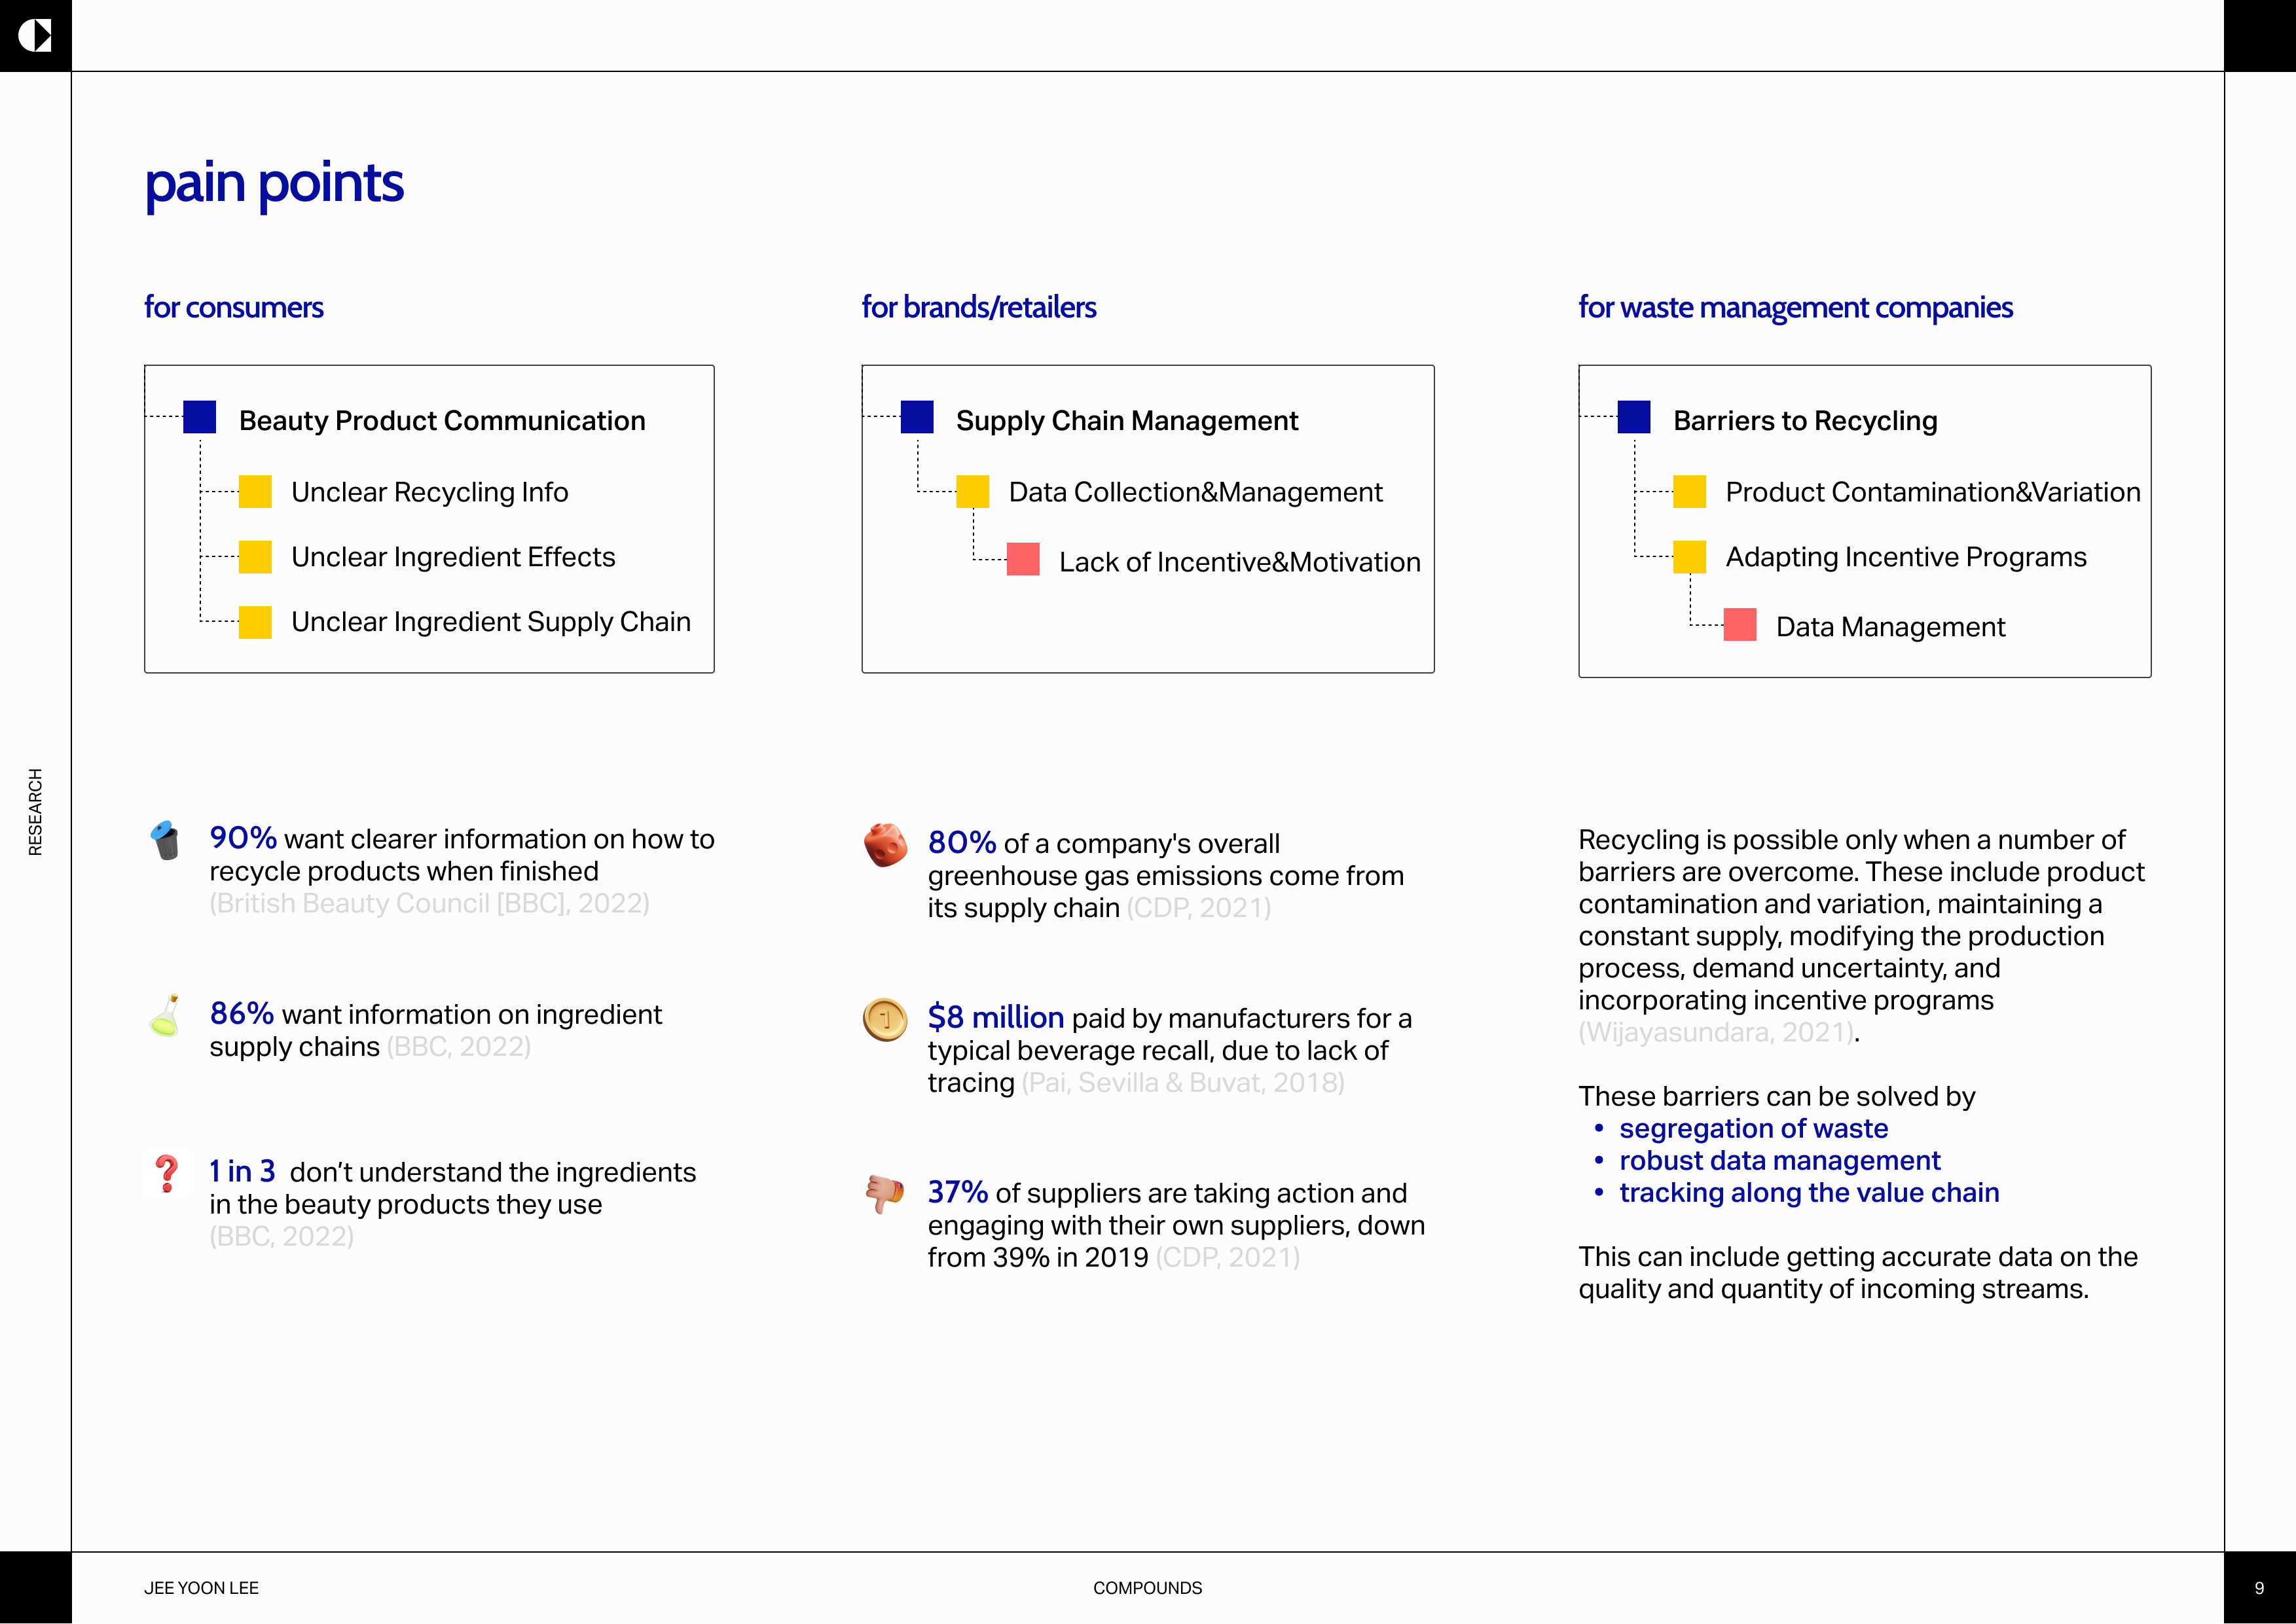 pain points
for consumers
Beauty Product Communication
Unclear Recycling Info
Unclear Ingredient Effects
Unclear Ingredient Supply Chain
90% want clearer information on how to
recycle products when finished
(British Beauty Council [BBC], 2022)
86% want information on ingredient
supply chains (BBC, 2022)
1 in 3 don’t understand the ingredients
in the beauty products they use
(BBC, 2022)
for brands/retailers
Supply Chain Management
Data Collection&Management
Lack of Incentive&Motivation
80% of a company's overall
greenhouse gas emissions come from
its supply chain (CDP, 2021)
1
$8 million paid by manufacturers for a
typical beverage recall, due to lack of
tracing (Pai, Sevilla & Buvat, 2018)
37% of suppliers are taking action and
engaging with their own suppliers, down
from 39% in 2019 (CDP, 2021)
for waste management companies
Barriers to Recycling
Product Contamination&Variation
Adapting Incentive Programs
Data Management
Recycling is possible only when a number of
barriers are overcome. These include product
contamination and variation, maintaining a
constant supply, modifying the production
process, demand uncertainty, and
incorporating incentive programs
(Wijayasundara, 2021).
These barriers can be solved by
• segregation of waste
• robust data management
• tracking along the value chain
This can include getting accurate data on the
quality and quantity of incoming streams.
RESEARCH
JEE YOON LEE
COMPOUNDS
9